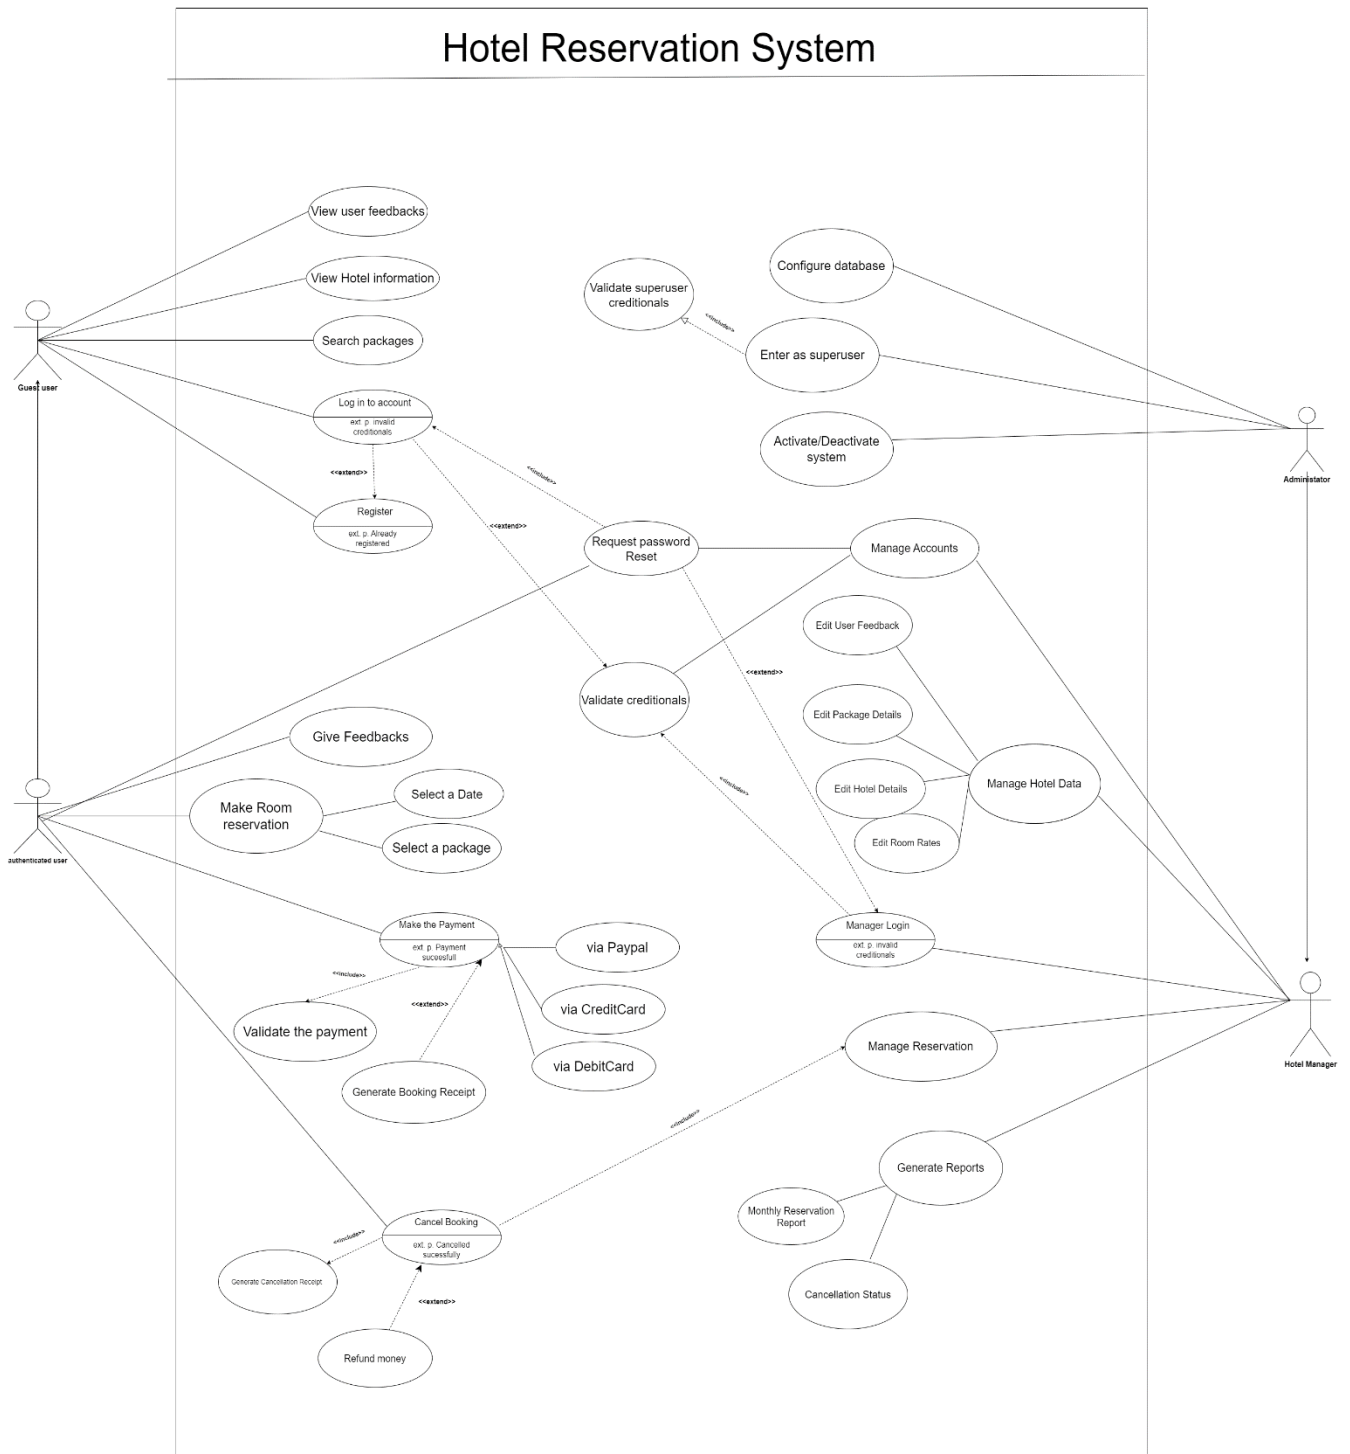 Hotel Reservation System
View user feedbacks
View Hotel information
Search packages
Log in to account
ext. p. invalid
creditionals
<<extend>>
Register
ext. p. Already
registered
Guest user
Validate superuser
creditionals
<<include>>
Configure database
Enter as superuser
Activate/Deactivate
system
Administator
<<include>>
<<extend>>
Request password
Reset
Manage Accounts
Edit User Feedback
<<extend>>
Validate creditionals
Edit Package Details
Manage Hotel Data
Edit Hotel Details
Edit Room Rates
<<include>>
Give Feedbacks
Make Room
reservation
Select a Date
Select a package
authenticated user
Make the Payment
ext. p. Payment
sucessfull
<<include>>
<<extend>>
Validate the payment
Generate Booking Receipt
via Paypal
via CreditCard
via DebitCard
Manager Login
ext. p. invalid
creditionals
Manage Reservation
Hotel Manager
<<include>>
Generate Reports
Monthly Reservation
Report
Cancellation Status
Cancel Booking
ext. p. Cancelled
sucessfully
<<include>>
Generate Cancellation Receipt
<<extend>>
Refund money